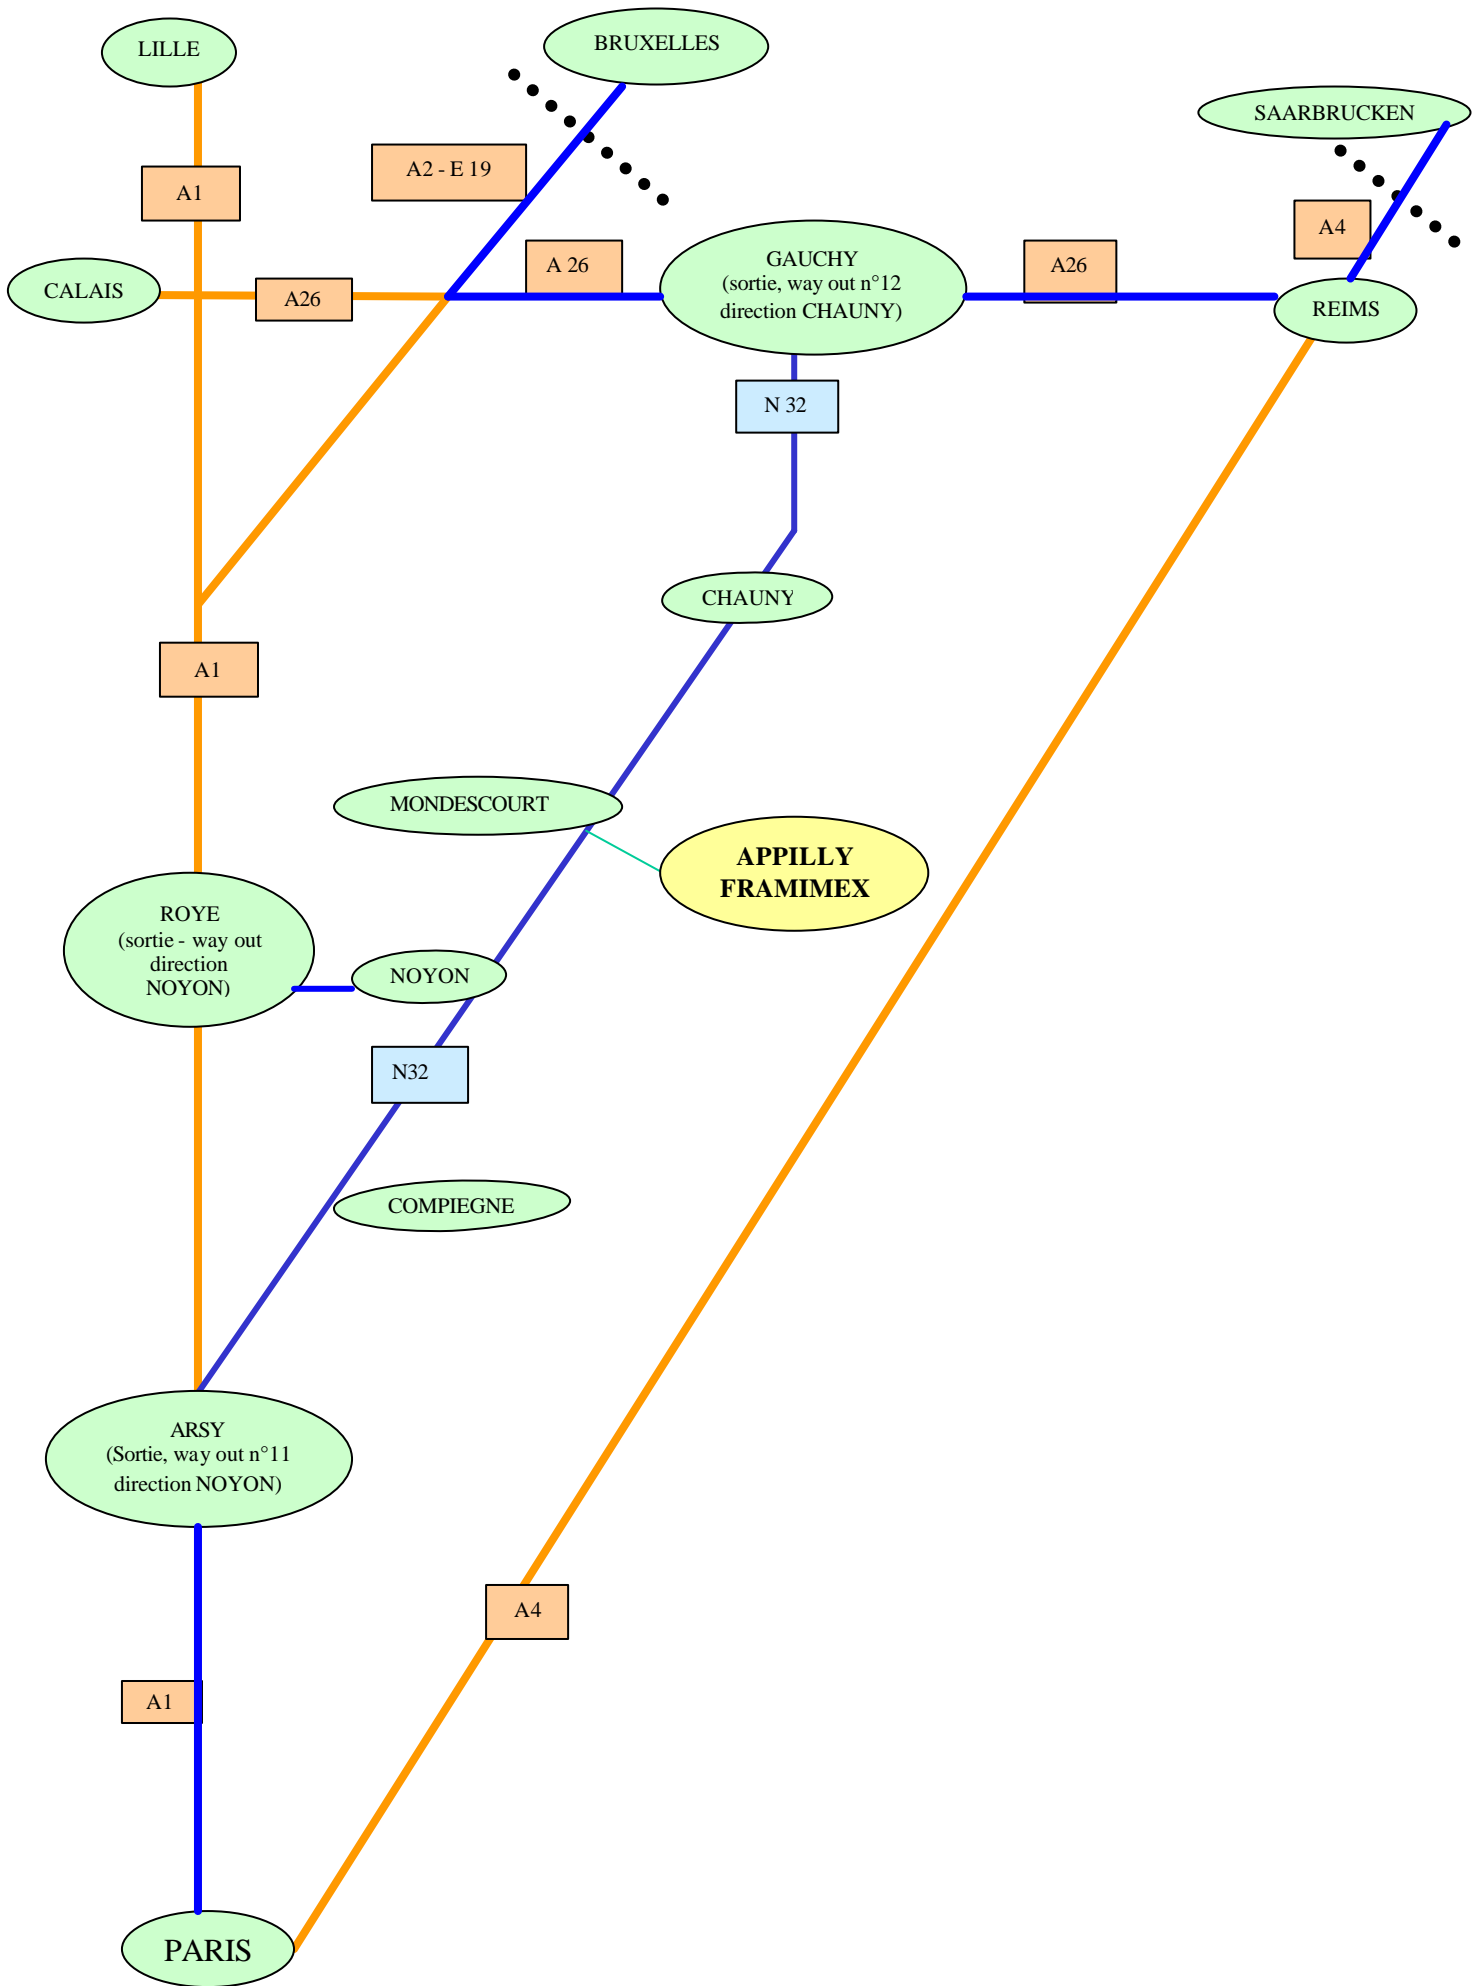 LILLE
BRUXELLES
SAARBRUCKEN
A2 - E 19
A1
A4
A 26
A26
GAUCHY
(sortie, way out n°12
direction CHAUNY)
CALAIS
A26
REIMS
N 32
CHAUNY
A1
MONDESCOURT
APPILLY
FRAMIMEX
ROYE
(sortie - way out
direction
NOYON)
NOYON
N32
COMPIEGNE
ARSY
(Sortie, way out n°11
direction NOYON)
A4
A1
PARIS